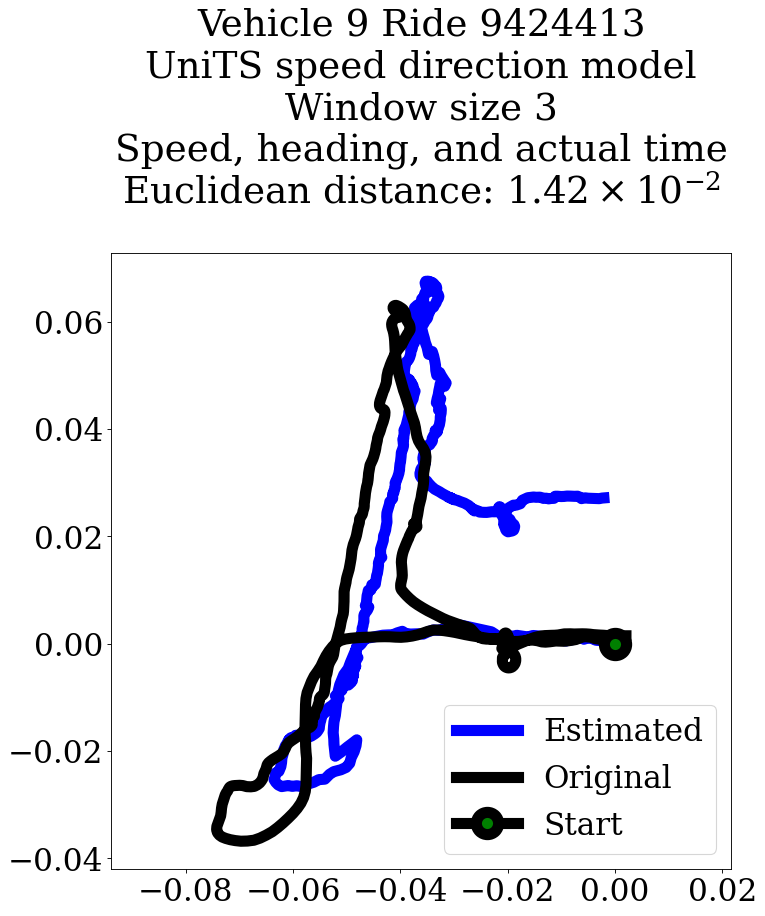 Vehicle 9 Ride 9424413
UniTS speed direction model
Window size 3
Speed, heading, and actual time
Euclidean distance: 1.42 × 10⁻²
0.06
0.04
0.02
0.00
−0.02
−0.04
Estimated
Original
Start
−0.08 −0.06 −0.04 −0.02 0.00 0.02